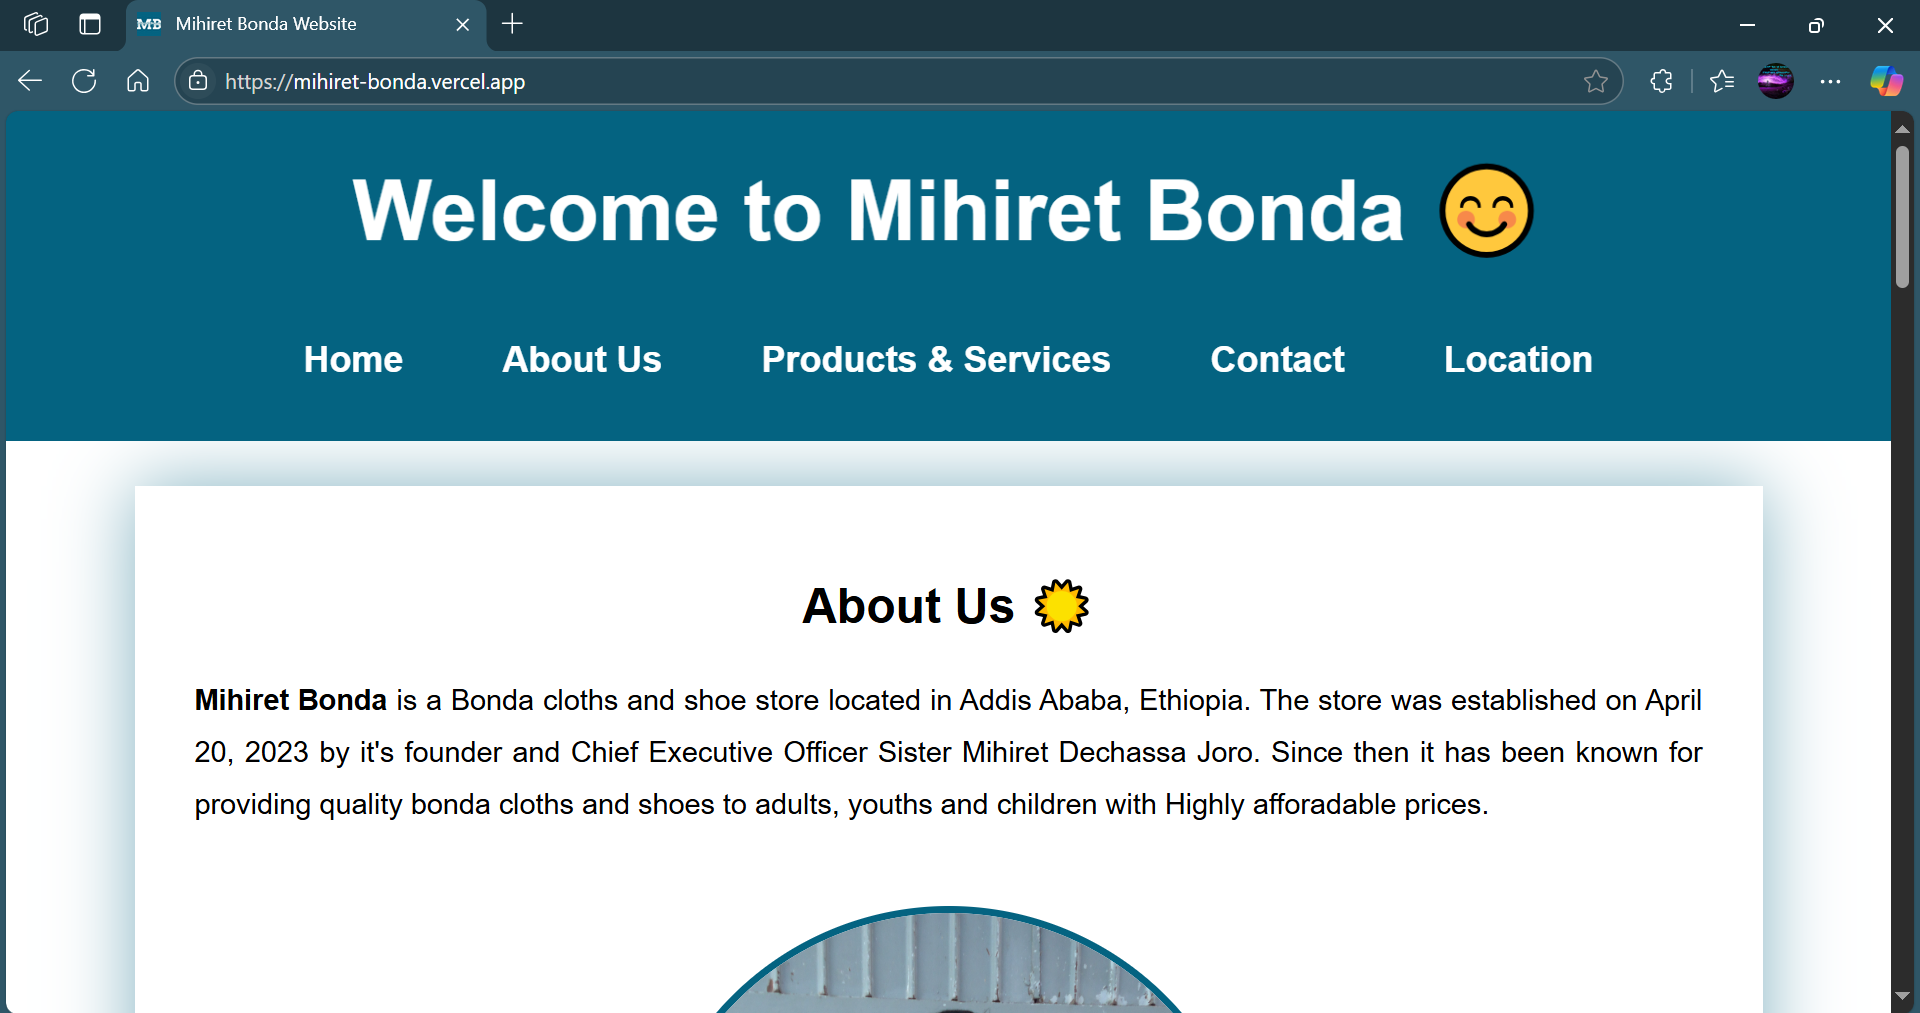 M-B Mihiret Bonda Website
https://mihiret-bonda.vercel.app
Welcome to Mihiret Bonda 😊
Home About Us Products & Services Contact Location
About Us
Mihiret Bonda is a Bonda cloths and shoe store located in Addis Ababa, Ethiopia. The store was established on April
20, 2023 by it's founder and Chief Executive Officer Sister Mihiret Dechassa Joro. Since then it has been known for
providing quality bonda cloths and shoes to adults, youths and children with Highly afforadable prices.